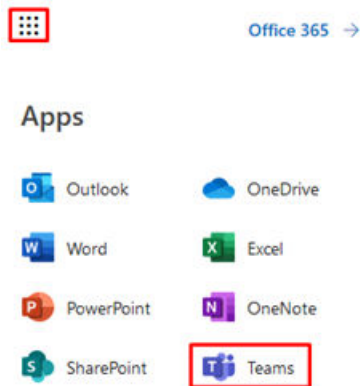 Office 365 →
Apps
Outlook OneDrive
Word Excel
PowerPoint OneNote
SharePoint Teams